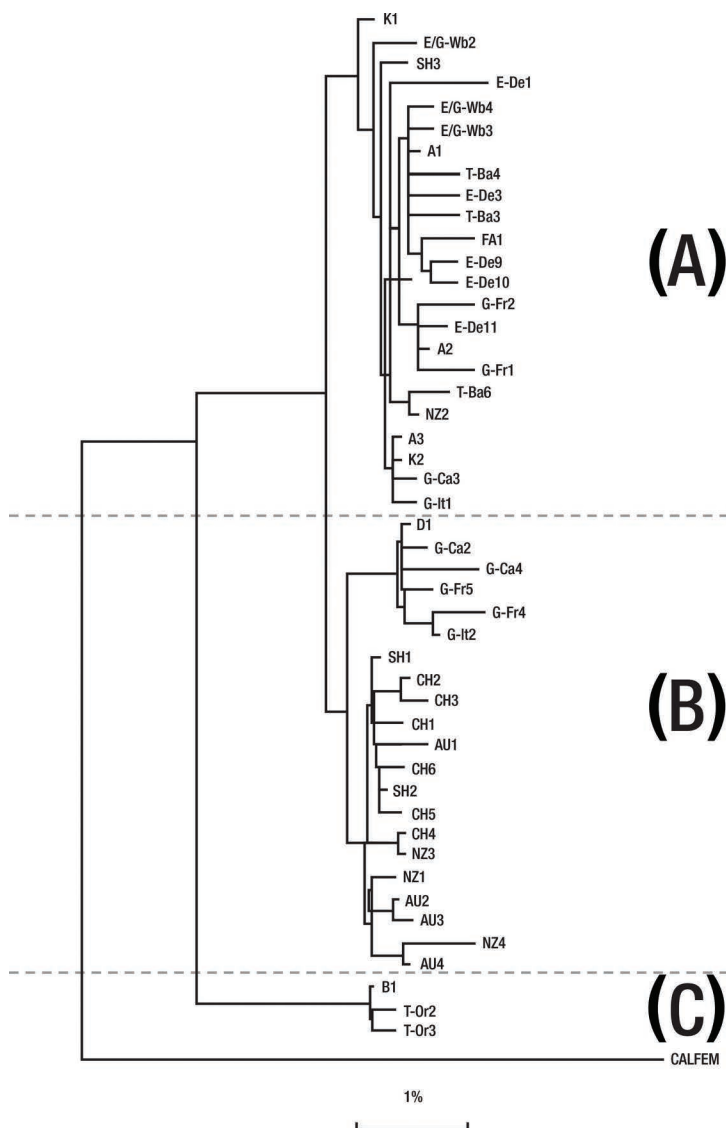 K1
E/G-Wb2
SH3
E-De1
E/G-Wb4
E/G-Wb3
A1
T-Ba4
E-De3
T-Ba3
FA1
E-De9
E-De10
G-Fr2
E-De11
A2
G-Fr1
T-Ba6
NZ2
A3
K2
G-Ca3
G-It1
(A)
D1
G-Ca2
G-Ca4
G-Fr5
G-Fr4
G-It2
SH1
CH2
CH3
CH1
AU1
CH6
SH2
CH5
CH4
NZ3
NZ1
AU2
AU3
NZ4
AU4
(B)
B1
T-Or2
T-Or3
(C)
CALFEM
1%